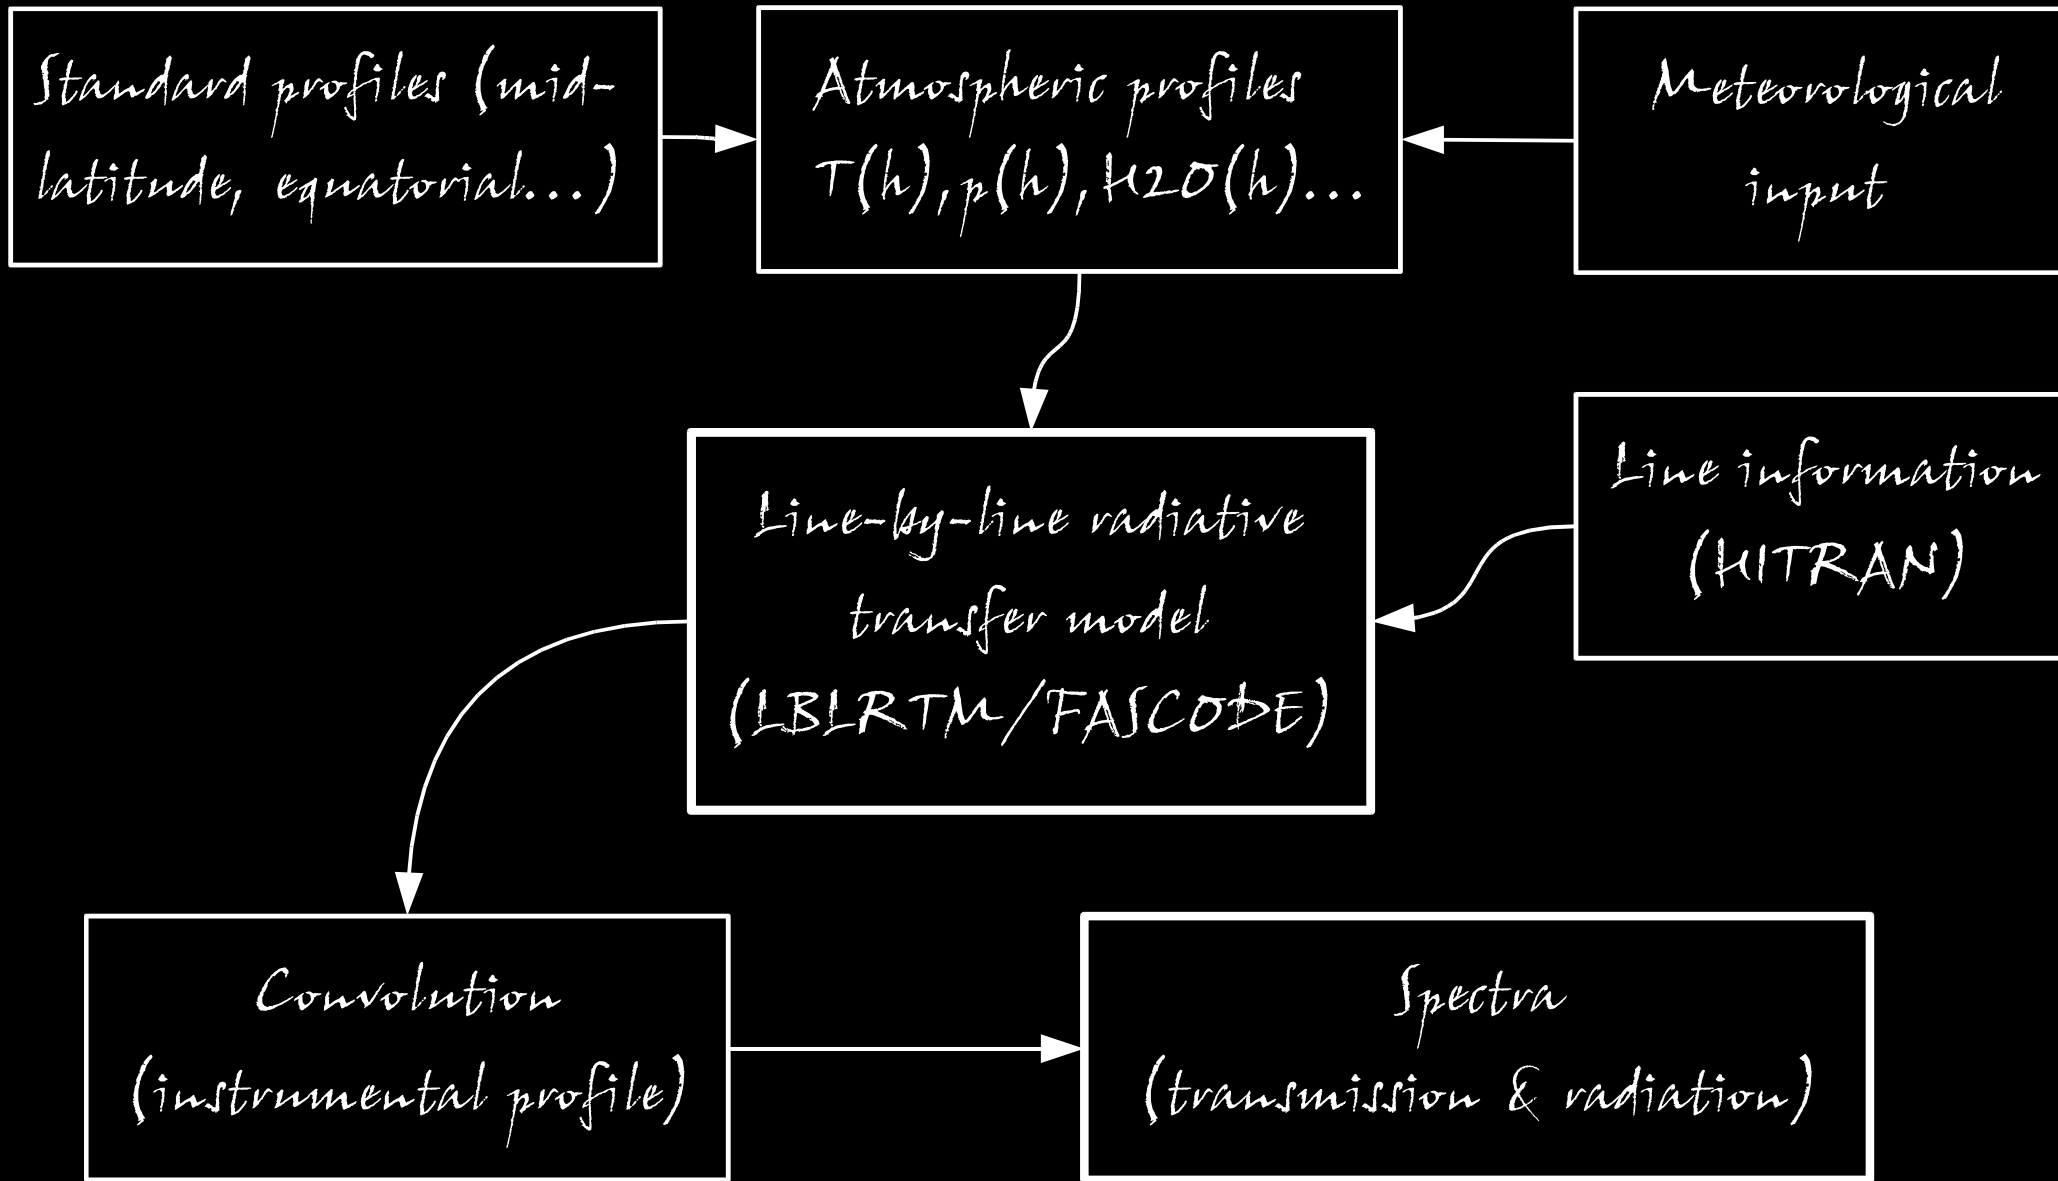 Standard profiles (mid-
latitude, equatorial...)
Atmospheric profiles
T(h), p(h), H2O(h)...
Meteorological
input
Line information
(HITRAN)
Line-by-line radiative
transfer model
(LBLRTM/FASCODE)
Convolution
(instrumental profile)
Spectra
(transmission & radiation)